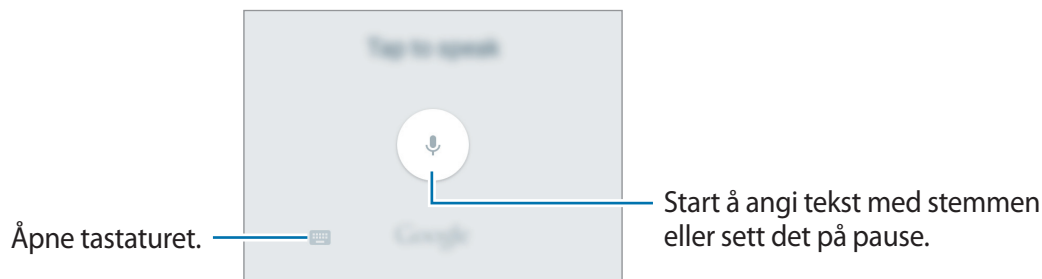 Tap to speak
Start å angi tekst med stemmen
eller sett det på pause.
Åpne tastaturet.
Google